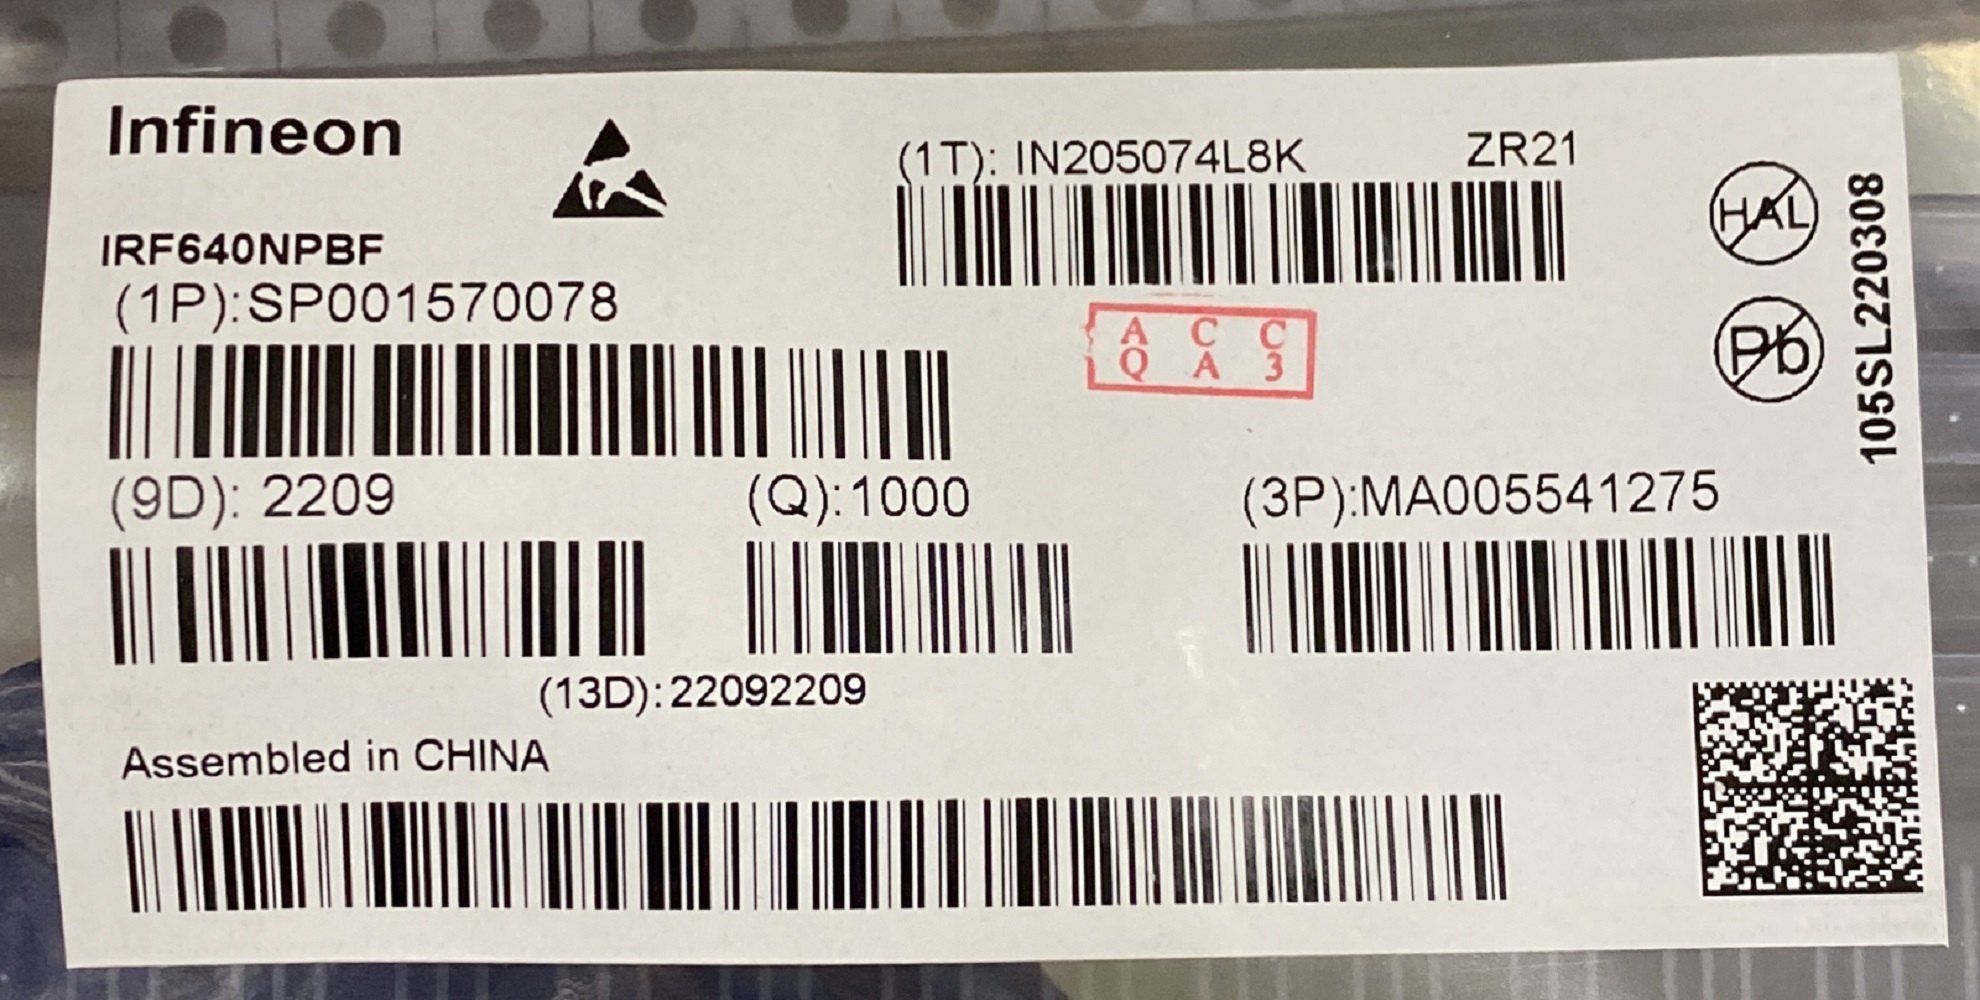 Infineon
(1T): IN205074L8K ZR21
IRF640NPBF
(1P):SP001570078
HAL
Pb
105SL220308
A C C
Q A 3
(9D): 2209
(Q):1000
(3P):MA005541275
(13D):22092209
Assembled in CHINA